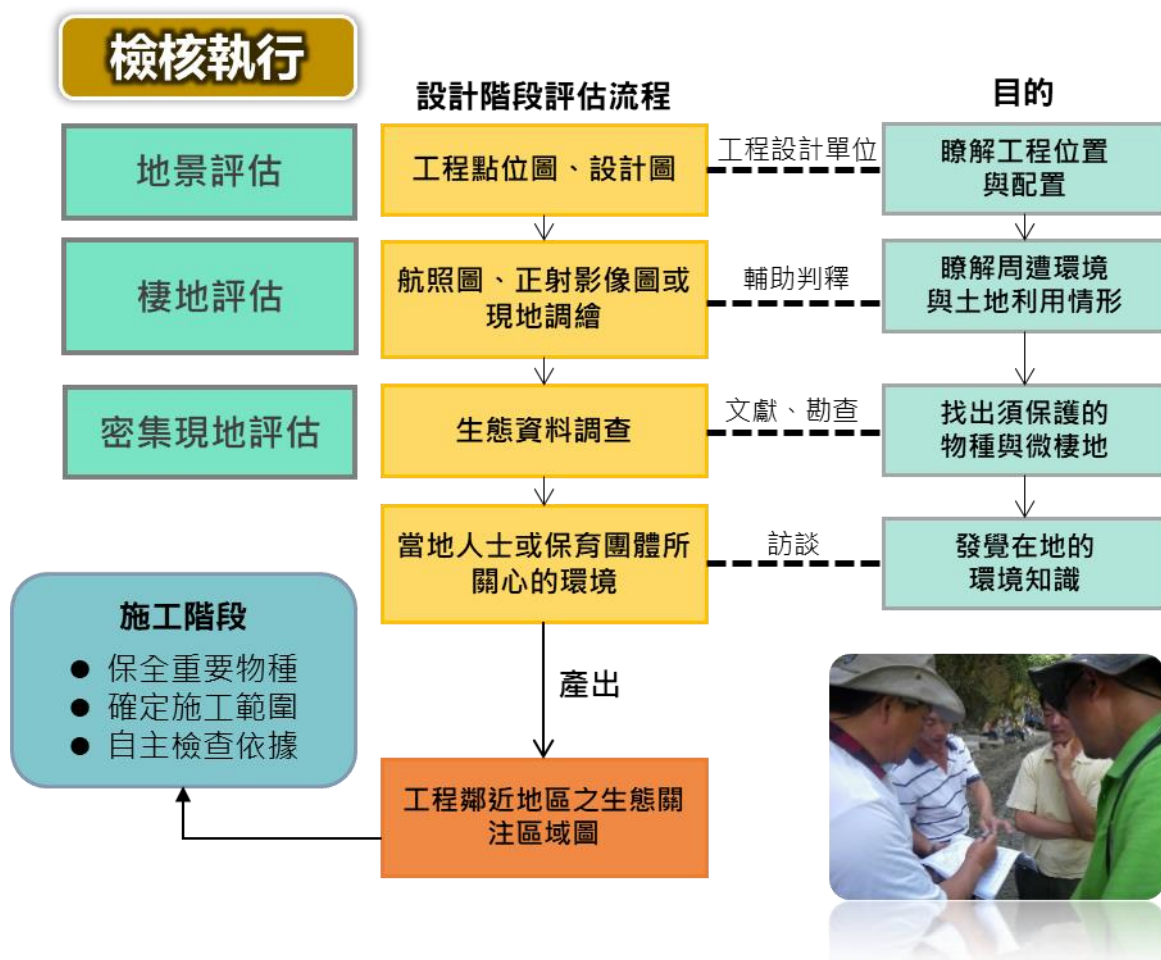 檢核執行
設計階段評估流程
目的
地景評估
工程點位圖、設計圖
工程設計單位
瞭解工程位置
與配置
棲地評估
航照圖、正射影像圖或
現地調繪
輔助判釋
瞭解周遭環境
與土地利用情形
密集現地評估
生態資料調查
文獻、勘查
找出須保護的
物種與微棲地
當地人士或保育團體所
關心的環境
訪談
發覺在地的
環境知識
施工階段
● 保全重要物種
● 確定施工範圍
● 自主檢查依據
產出
工程鄰近地區之生態關
注區域圖